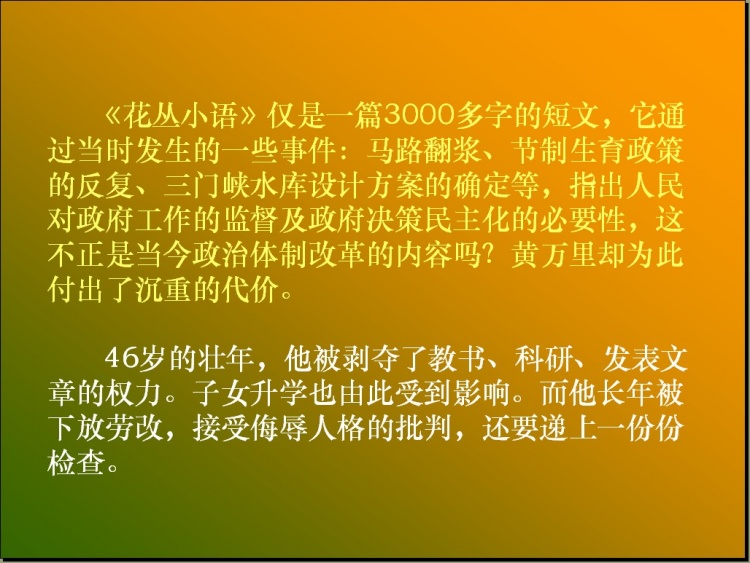 《花丛小语》仅是一篇3000多字的短文，它通
过当时发生的一些事件：马路翻浆、节制生育政策
的反复、三门峡水库设计方案的确定等，指出人民
对政府工作的监督及政府决策民主化的必要性，这
不正是当今政治体制改革的内容吗？黄万里却为此
付出了沉重的代价。
46岁的壮年，他被剥夺了教书、科研、发表文
章的权力。子女升学也由此受到影响。而他长年被
下放劳改，接受侮辱人格的批判，还要递上一份份
检查。